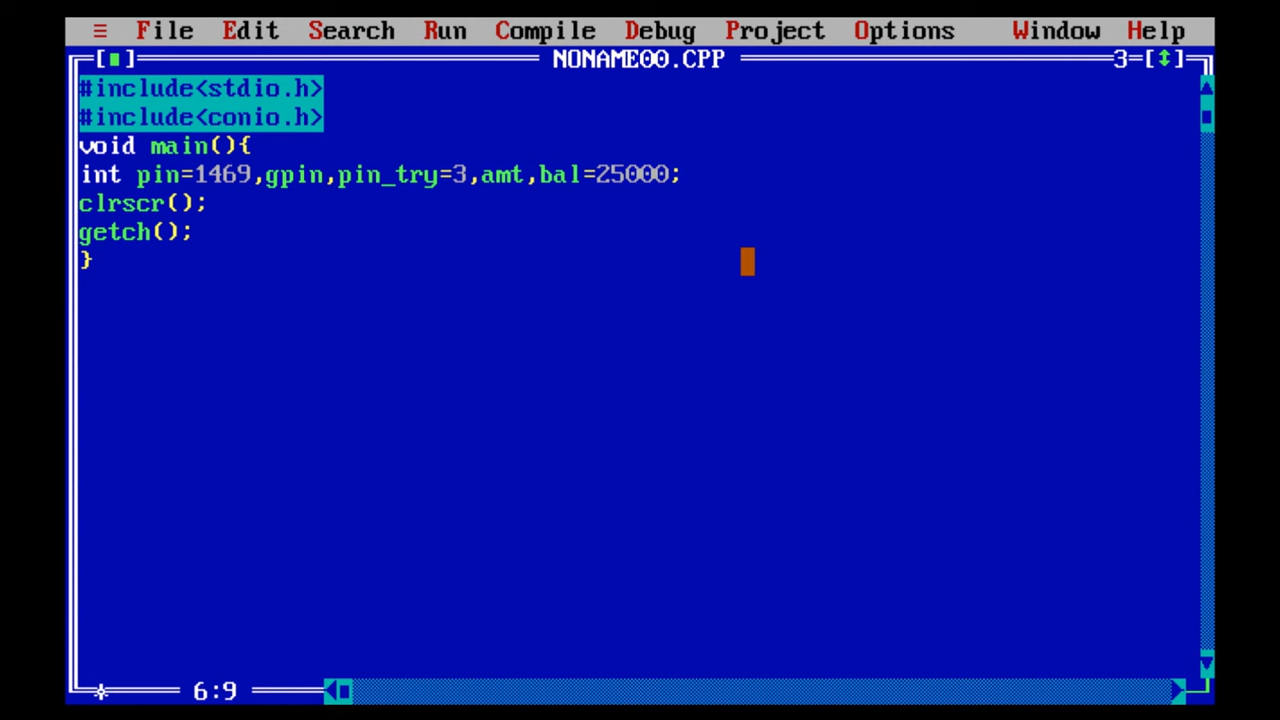 ≡ File Edit Search Run Compile Debug Project Options Window Help
[■] NONAME00.CPP 3=[↕]
#include<stdio.h>
#include<conio.h>
void main(){
int pin=1469,gpin,pin_try=3,amt,bal=25000;
clrscr();
getch();
}
6:9